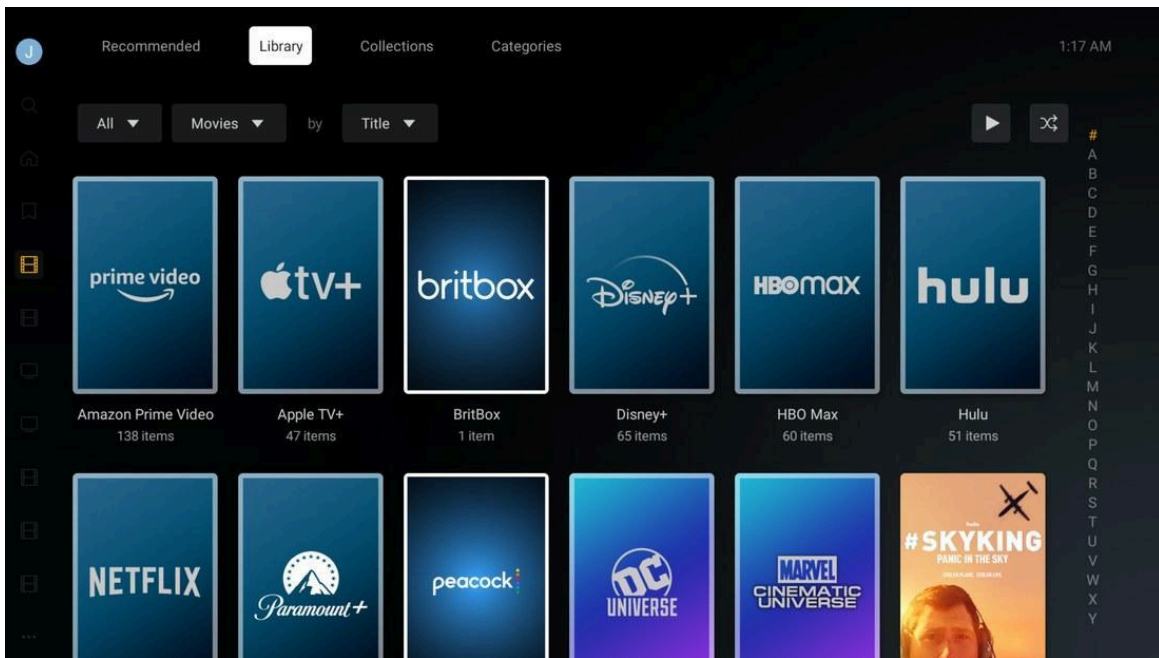 J
Recommended
Library
Collections
Categories
1:17 AM
All
Movies
by
Title
prime video
tv+
britbox
Disney+
HBOmax
hulu
Amazon Prime Video
138 items
Apple TV+
47 items
BritBox
1 item
Disney+
65 items
HBO Max
60 items
Hulu
51 items
NETFLIX
Paramount+
peacock
DC
UNIVERSE
MARVEL
CINEMATIC
UNIVERSE
#SKYKING
PANIC IN THE SKY
#
A
B
C
D
E
F
G
H
I
J
K
L
M
N
O
P
Q
R
S
T
U
V
W
X
Y